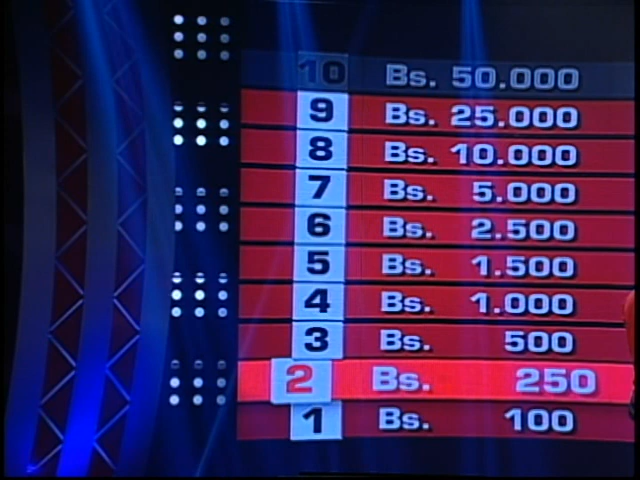 10 Bs. 50.000
9 Bs. 25.000
8 Bs. 10.000
7 Bs. 5.000
6 Bs. 2.500
5 Bs. 1.500
4 Bs. 1.000
3 Bs. 500
2 Bs. 250
1 Bs. 100